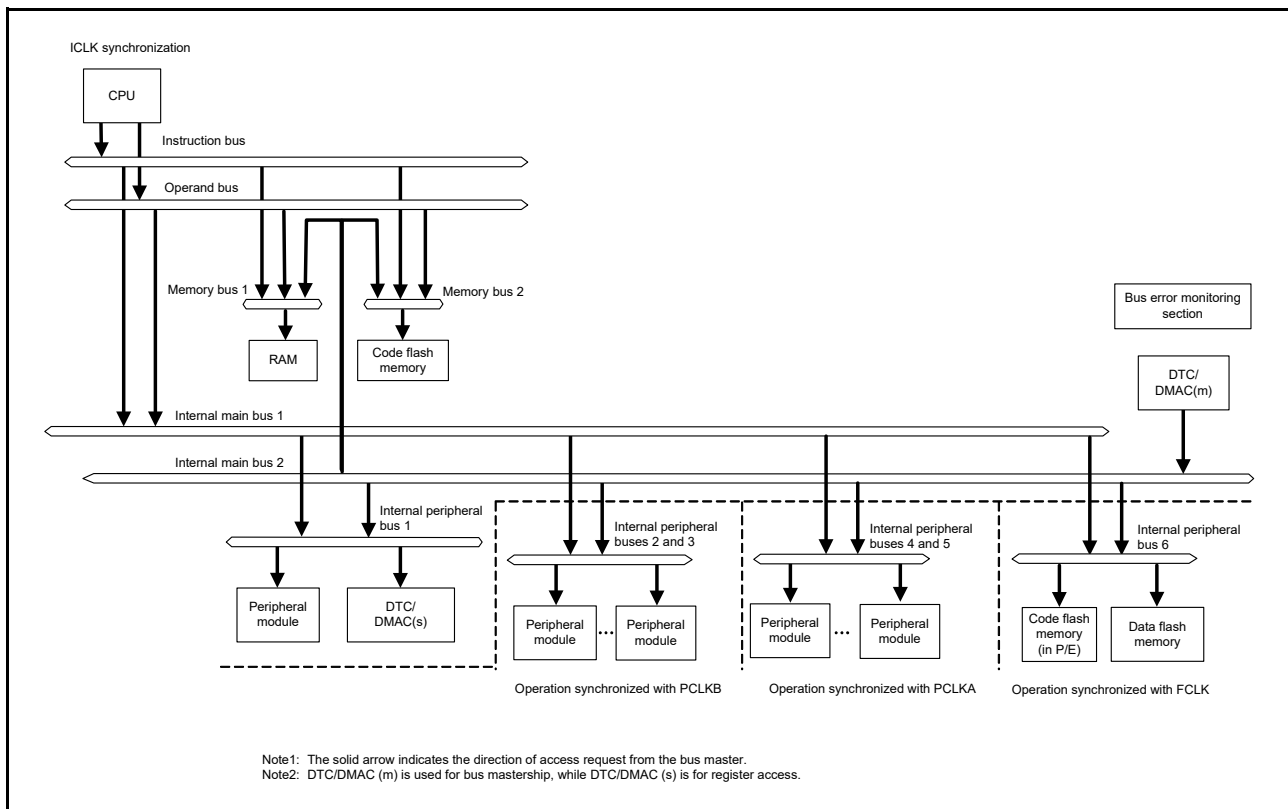 ICLK synchronization
CPU
Instruction bus
Operand bus
Memory bus 1
Memory bus 2
Bus error monitoring
section
RAM
Code flash
memory
DTC/
DMAC(m)
Internal main bus 1
Internal main bus 2
Internal peripheral
bus 1
Internal peripheral
buses 2 and 3
Internal peripheral
buses 4 and 5
Internal peripheral
bus 6
Peripheral
module
DTC/
DMAC(s)
Peripheral
module
...
Peripheral
module
Peripheral
module
...
Peripheral
module
Code flash
memory
(in P/E)
Data flash
memory
Operation synchronized with PCLKB
Operation synchronized with PCLKA
Operation synchronized with FCLK
Note1: The solid arrow indicates the direction of access request from the bus master.
Note2: DTC/DMAC (m) is used for bus mastership, while DTC/DMAC (s) is for register access.